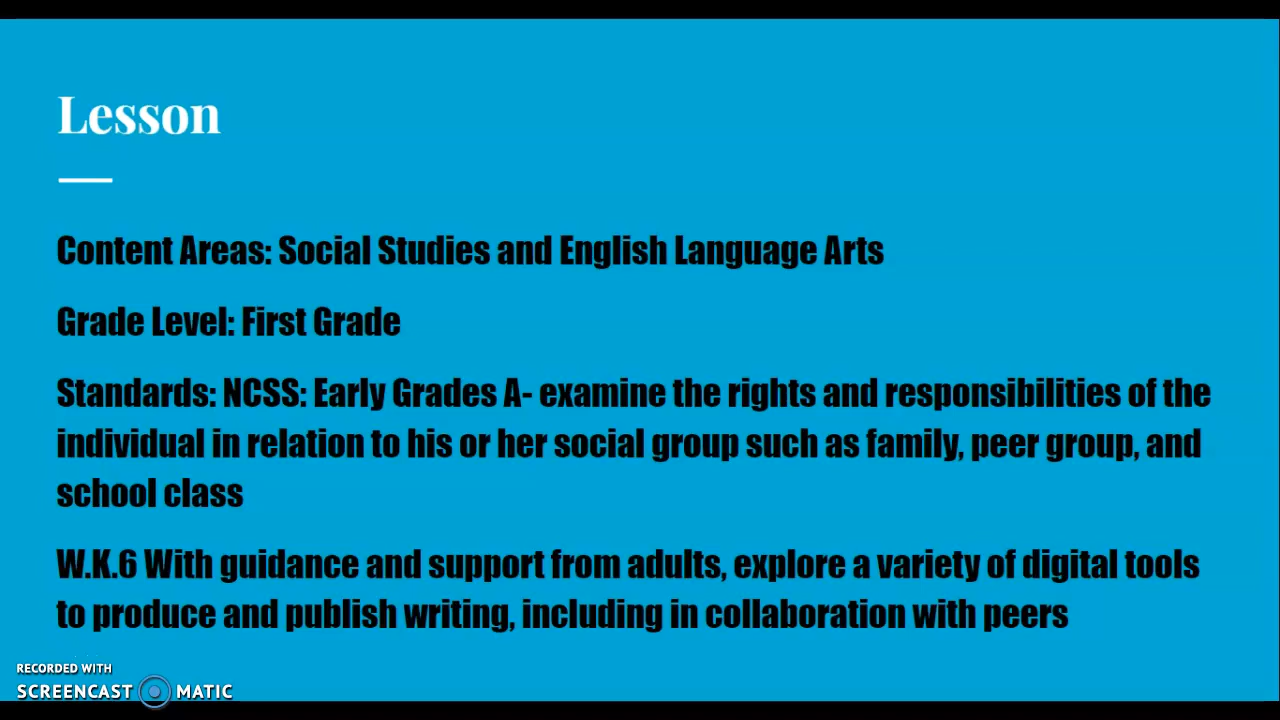 Lesson
Content Areas: Social Studies and English Language Arts
Grade Level: First Grade
Standards: NCSS: Early Grades A- examine the rights and responsibilities of the
individual in relation to his or her social group such as family, peer group, and
school class
W.K.6 With guidance and support from adults, explore a variety of digital tools
to produce and publish writing, including in collaboration with peers
RECORDED WITH
SCREENCAST MATIC